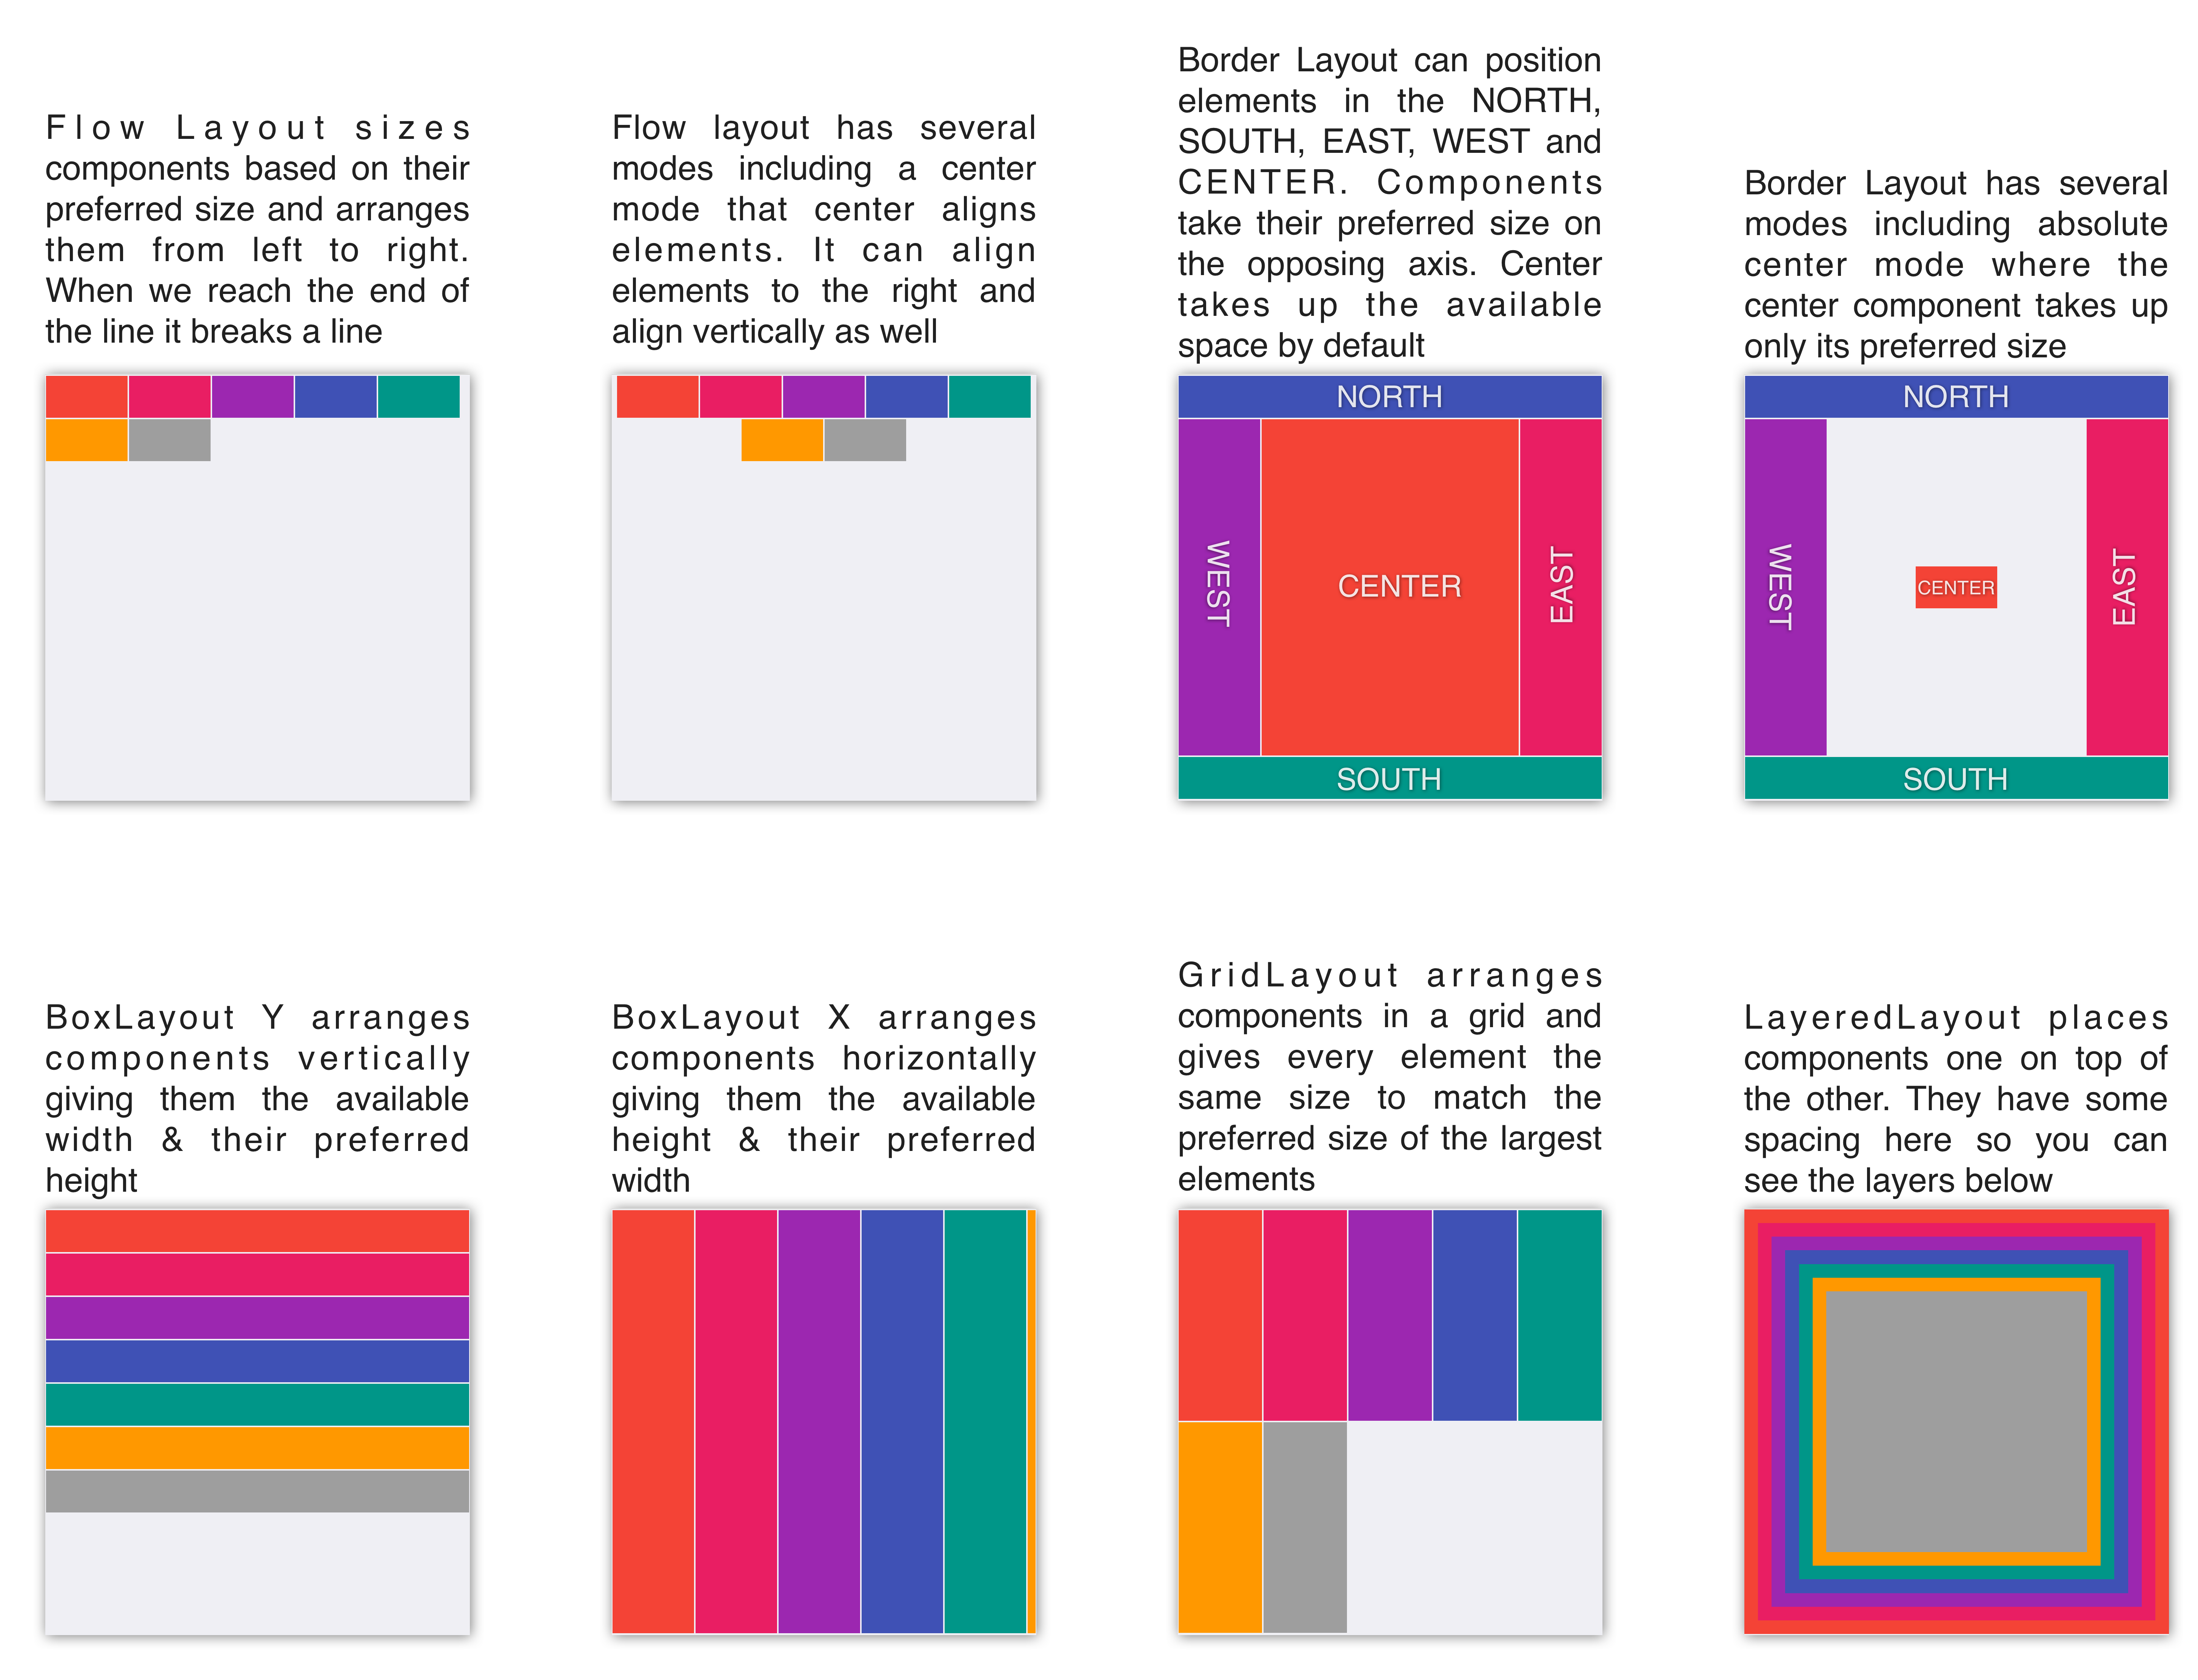 Flow Layout sizes
components based on their
preferred size and arranges
them from left to right.
When we reach the end of
the line it breaks a line
Flow layout has several
modes including a center
mode that center aligns
elements. It can align
elements to the right and
align vertically as well
Border Layout can position
elements in the NORTH,
SOUTH, EAST, WEST and
CENTER. Components
take their preferred size on
the opposing axis. Center
takes up the available
space by default
NORTH
WEST
CENTER
EAST
SOUTH
Border Layout has several
modes including absolute
center mode where the
center component takes up
only its preferred size
NORTH
WEST
CENTER
EAST
SOUTH
BoxLayout Y arranges
components vertically
giving them the available
width & their preferred
height
BoxLayout X arranges
components horizontally
giving them the available
height & their preferred
width
GridLayout arranges
components in a grid and
gives every element the
same size to match the
preferred size of the largest
elements
LayeredLayout places
components one on top of
the other. They have some
spacing here so you can
see the layers below